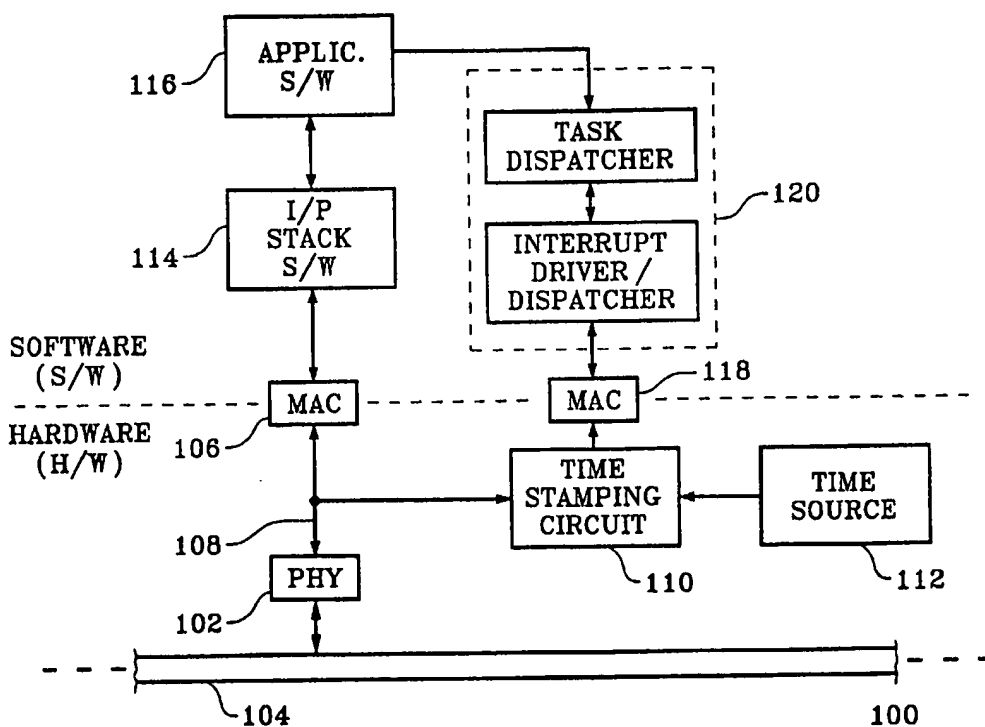 116
APPLIC.
S/W
TASK
DISPATCHER
120
114
I/P
STACK
S/W
INTERRUPT
DRIVER/
DISPATCHER
SOFTWARE
(S/W)
MAC
118
MAC
HARDWARE
(H/W)
106
TIME
STAMPING
CIRCUIT
TIME
SOURCE
108
PHY
110
112
102
104
100